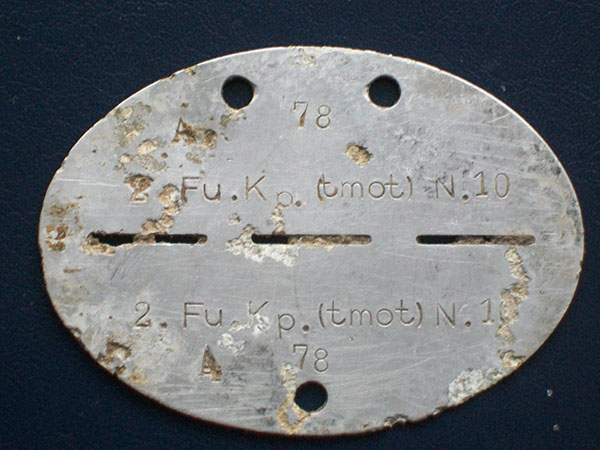 78
A
2. Fu.Kp.(tmot) N.10
2. Fu.Kp.(tmot) N.1
A 78